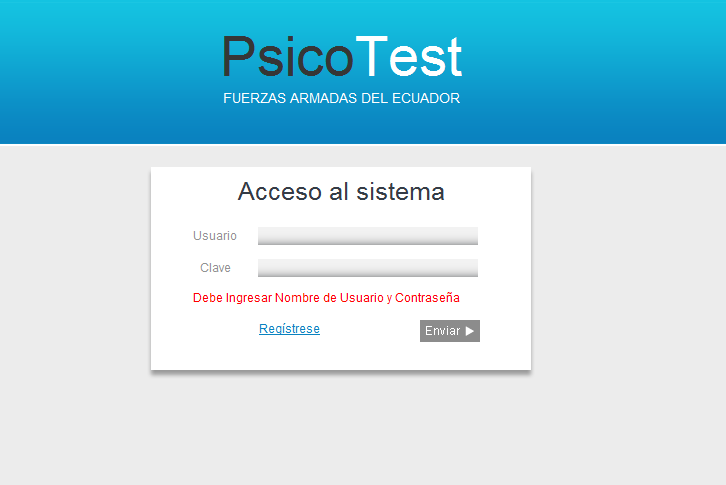 PsicoTest
FUERZAS ARMADAS DEL ECUADOR
Acceso al sistema
Usuario
Clave
Debe Ingresar Nombre de Usuario y Contraseña
Regístrese
Enviar